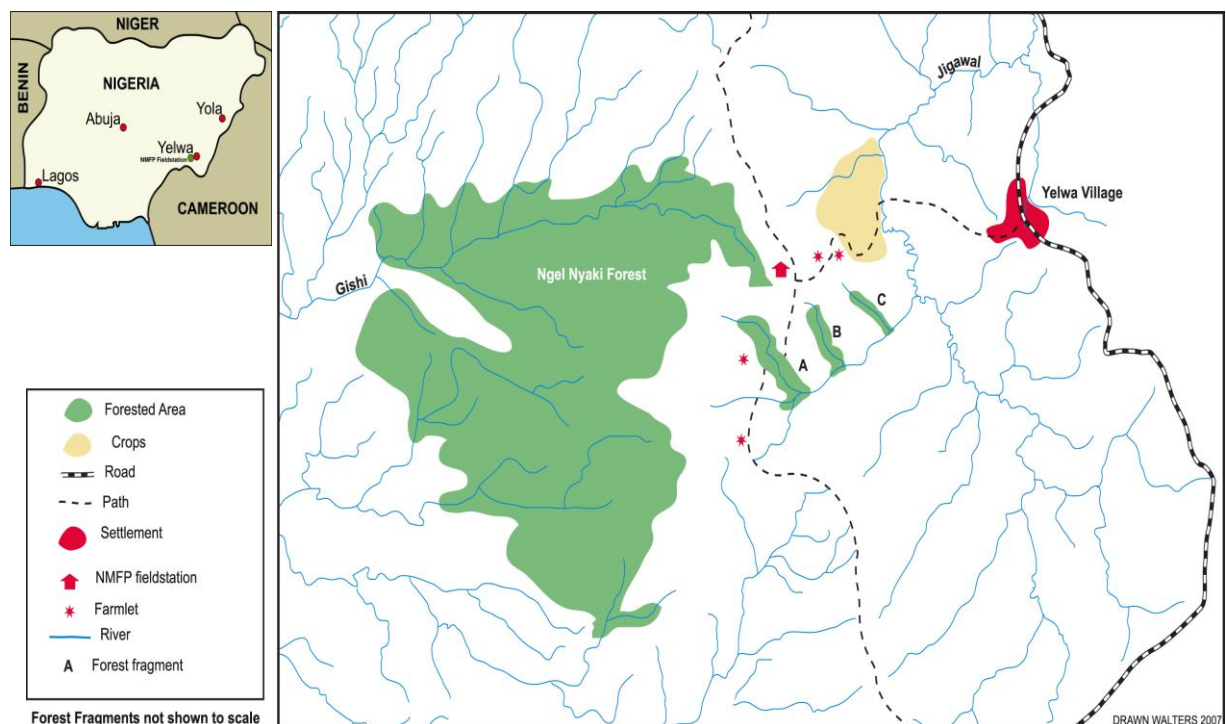 NIGER
BENIN
NIGERIA
Abuja
Yola
Yelwa
NMFP Fieldstation
Lagos
CAMEROON
Jigawal
Yelwa Village
Ngel Nyaki Forest
Gishi
C
B
A
Forested Area
Crops
Road
Path
Settlement
NMFP fieldstation
Farmlet
River
A Forest fragment
Forest Fragments not shown to scale
DRAWN WALTERS 2007